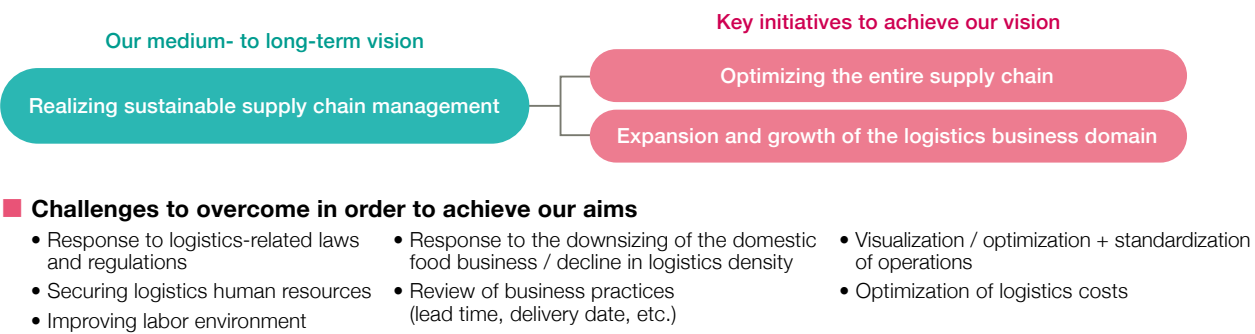 Our medium- to long-term vision
Realizing sustainable supply chain management
Key initiatives to achieve our vision
Optimizing the entire supply chain
Expansion and growth of the logistics business domain
Challenges to overcome in order to achieve our aims
• Response to logistics-related laws
and regulations
• Securing logistics human resources
• Improving labor environment
• Response to the downsizing of the domestic
food business / decline in logistics density
• Review of business practices
(lead time, delivery date, etc.)
• Visualization / optimization + standardization
of operations
• Optimization of logistics costs